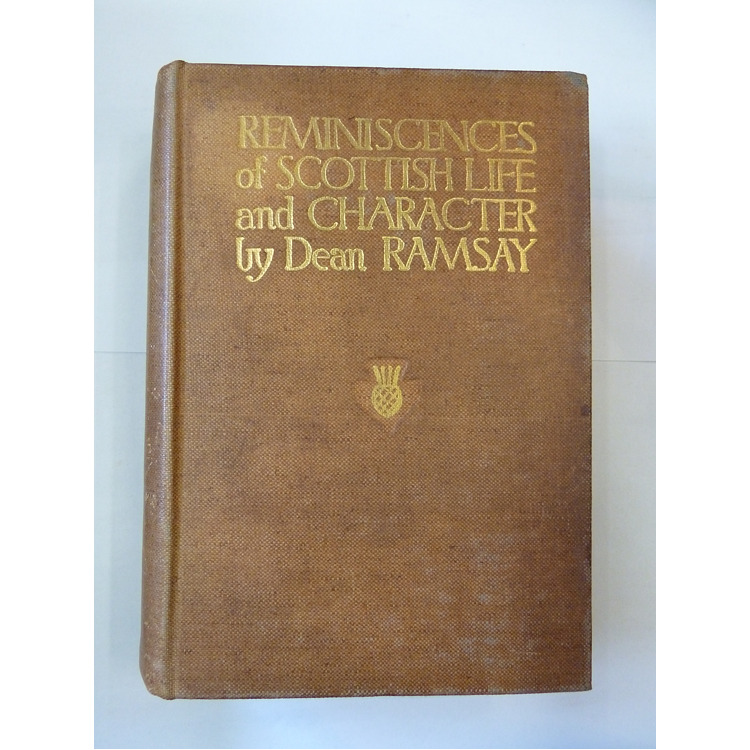 REMINISCENCES
of SCOTTISH LIFE
and CHARACTER
by Dean RAMSAY